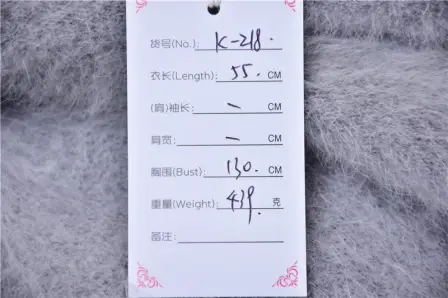 货号(No.) K-218.
衣长(Length) 55. CM
(肩)袖长: — CM
肩宽: — CM
胸围(Bust): 130. CM
重量(Weight): 439. 克
备注: